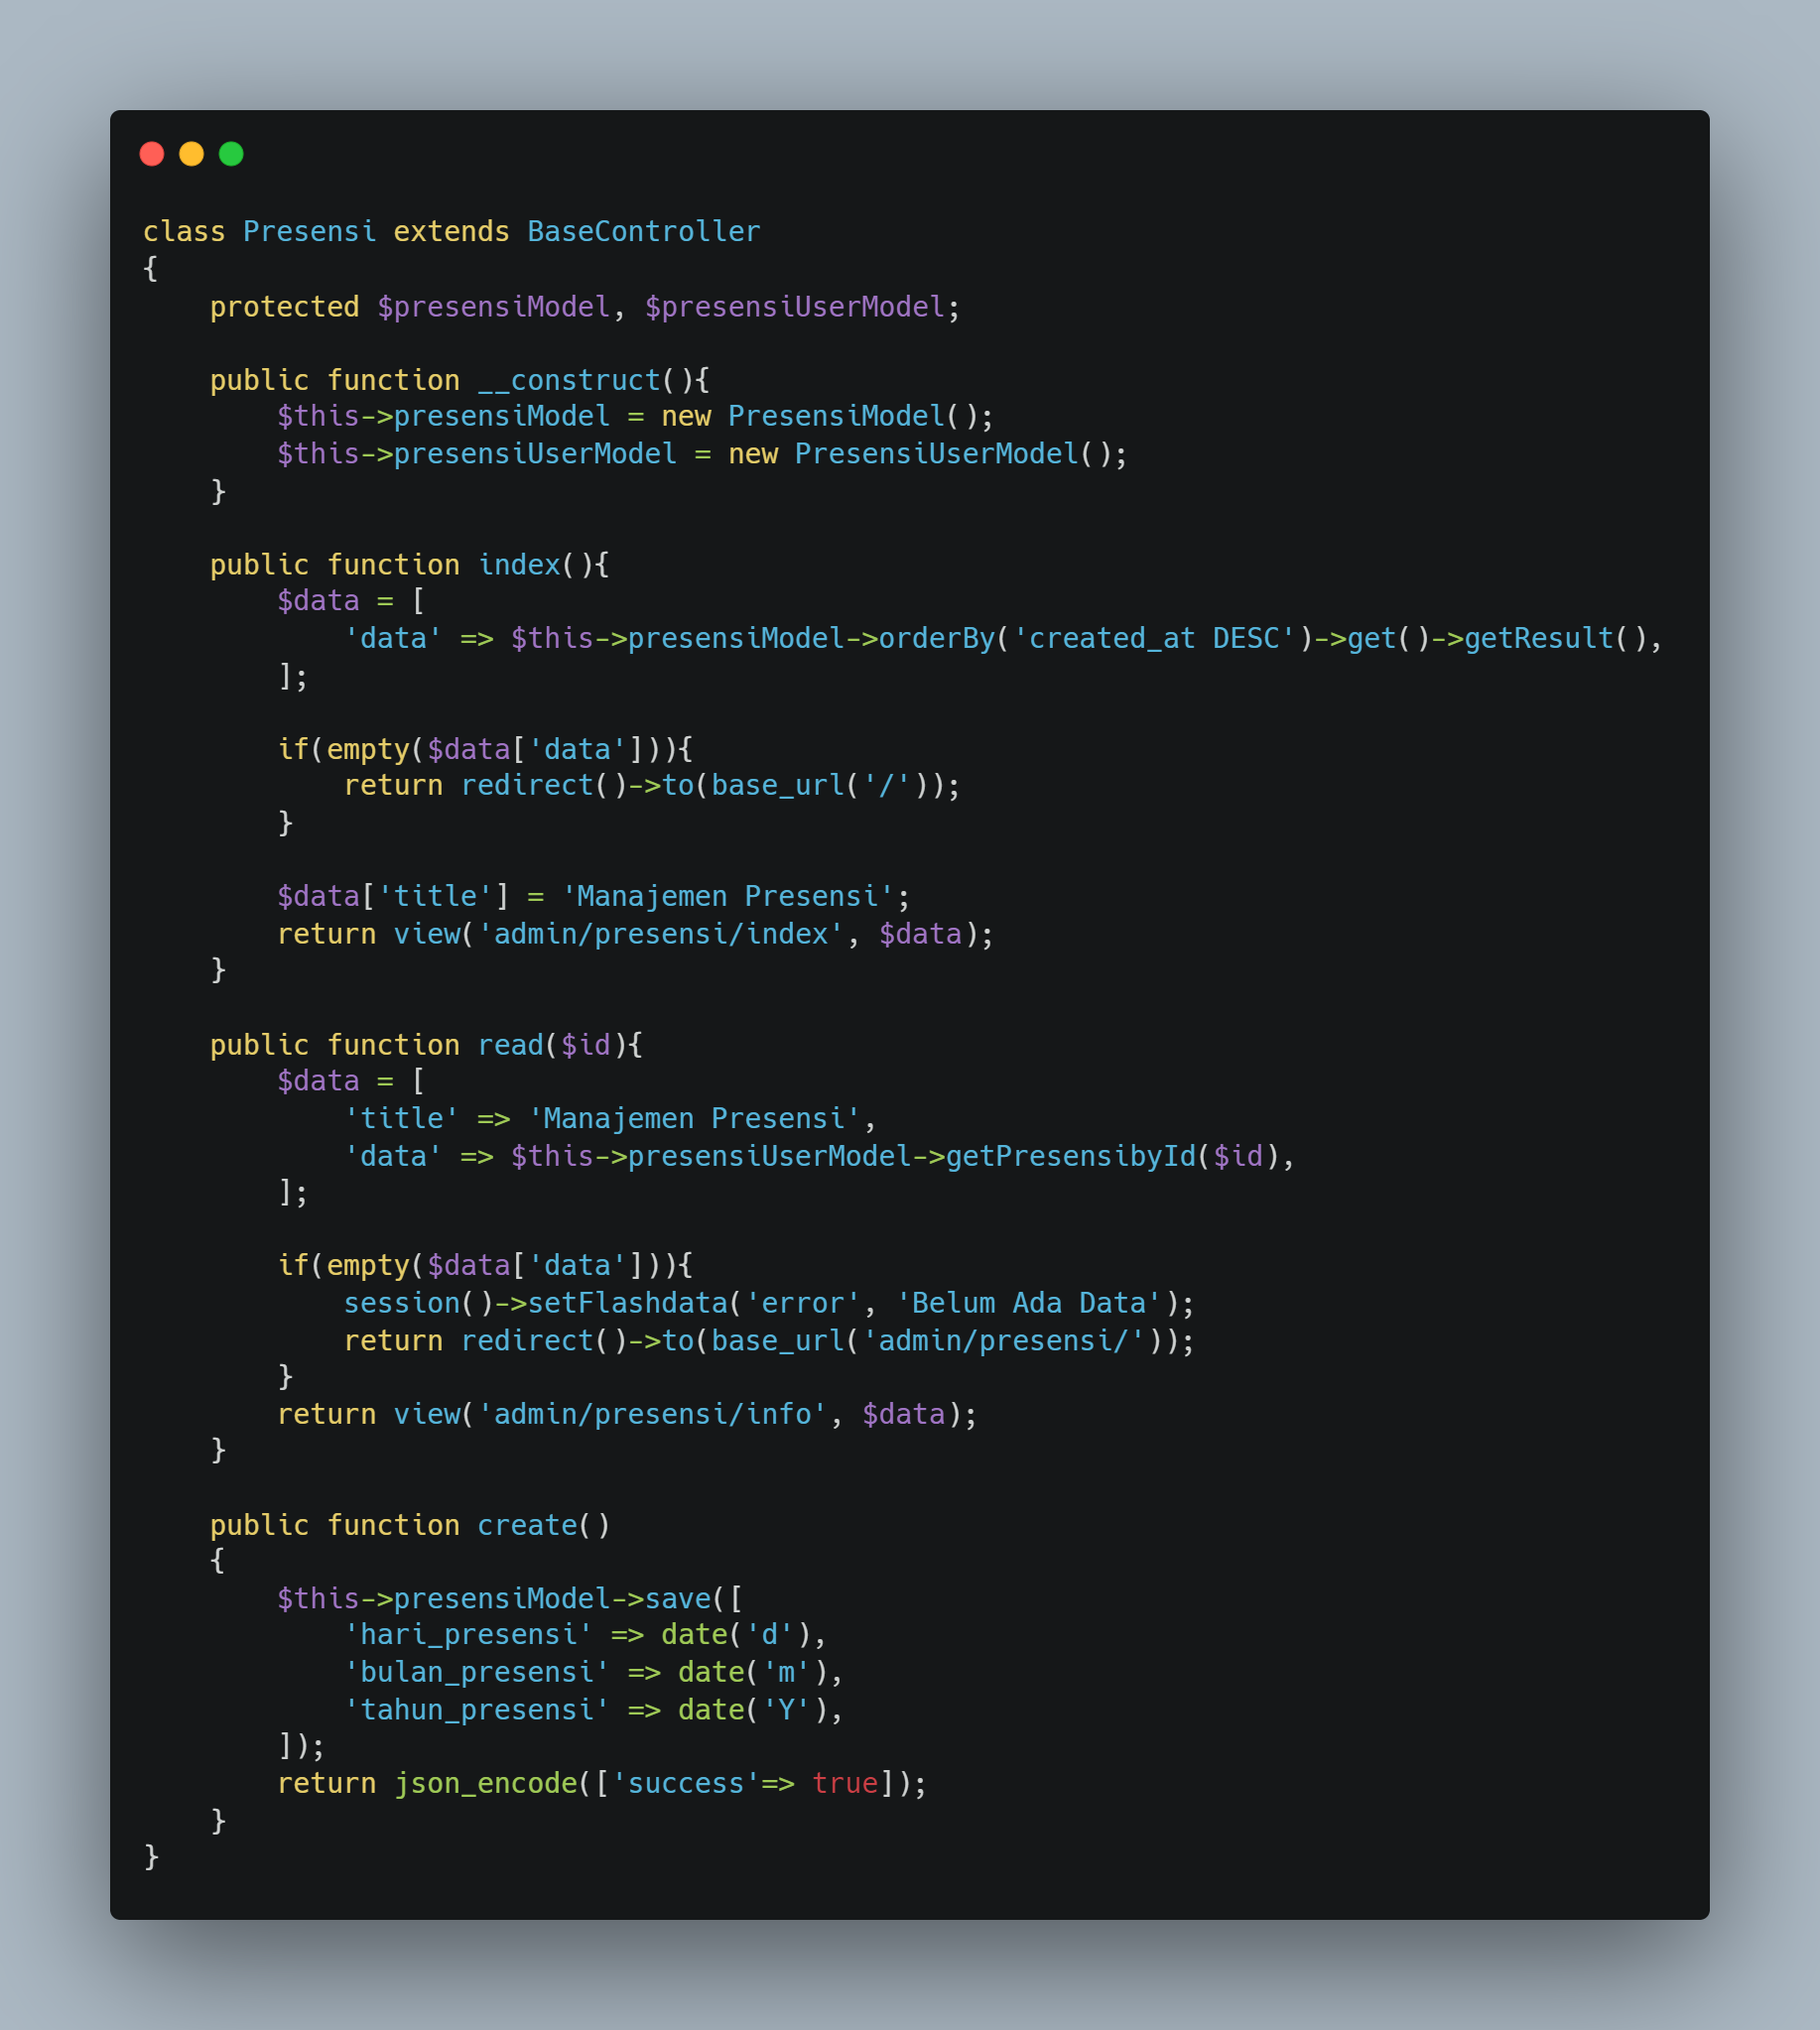 class Presensi extends BaseController
{
    protected $presensiModel, $presensiUserModel;

    public function __construct(){
        $this->presensiModel = new PresensiModel();
        $this->presensiUserModel = new PresensiUserModel();
    }

    public function index(){
        $data = [
            'data' => $this->presensiModel->orderBy('created_at DESC')->get()->getResult(),
        ];

        if(empty($data['data'])){
            return redirect()->to(base_url('/'));
        }

        $data['title'] = 'Manajemen Presensi';
        return view('admin/presensi/index', $data);
    }

    public function read($id){
        $data = [
            'title' => 'Manajemen Presensi',
            'data' => $this->presensiUserModel->getPresensibyId($id),
        ];

        if(empty($data['data'])){
            session()->setFlashdata('error', 'Belum Ada Data');
            return redirect()->to(base_url('admin/presensi/'));
        }
        return view('admin/presensi/info', $data);
    }

    public function create()
    {
        $this->presensiModel->save([
            'hari_presensi' => date('d'),
            'bulan_presensi' => date('m'),
            'tahun_presensi' => date('Y'),
        ]);
        return json_encode(['success'=> true]);
    }
}